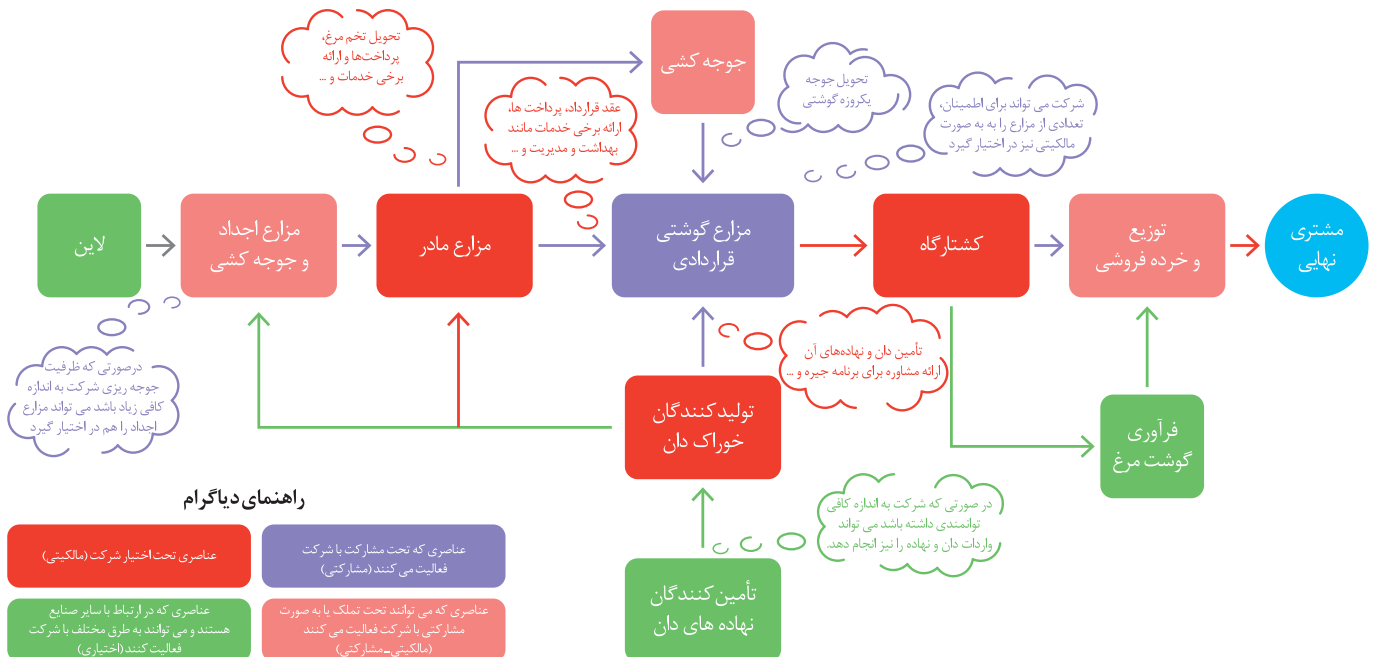 تحویل تخم مرغ،
پرداخت‌ها و ارائه
برخی خدمات و ...
جوجه کشی
تحویل جوجه
یکروزه گوشتی
عقد قرارداد، پرداخت ها،
ارائه برخی خدمات مانند
بهداشت و مدیریت و ...
شرکت می تواند برای اطمینان،
تعدادی از مزارع را به به صورت
مالکیتی نیز در اختیار گیرد
مشتری
نهایی
توزیع
و خرده فروشی
کشتارگاه
مزارع گوشتی
قراردادی
مزارع مادر
مزارع اجداد
و جوجه کشی
لاین
درصورتی که ظرفیت
جوجه ریزی شرکت به اندازه
کافی زیاد باشد می تواند مزارع
اجداد را هم در اختیار گیرد
تأمین دان و نهاده‌های آن
ارائه مشاوره برای برنامه جیره و ...
تولیدکنندگان
خوراک دان
فرآوری
گوشت مرغ
در صورتی که شرکت به اندازه کافی
توانمندی داشته باشد می تواند
واردات دان و نهاده را نیز انجام دهد.
تأمین‌کنندگان
نهاده های دان
راهنمای دیاگرام
عناصری که تحت مشارکت با شرکت
فعالیت می کنند (مشارکتی)
عناصری تحت اختیار شرکت (مالکیتی)
عناصری که می توانند تحت تملک یا به صورت
مشارکتی با شرکت فعالیت می کنند
(مالکیتی_مشارکتی)
عناصری که در ارتباط با سایر صنایع
هستند و می توانند به طرق مختلف با شرکت
فعالیت کنند (اختیاری)